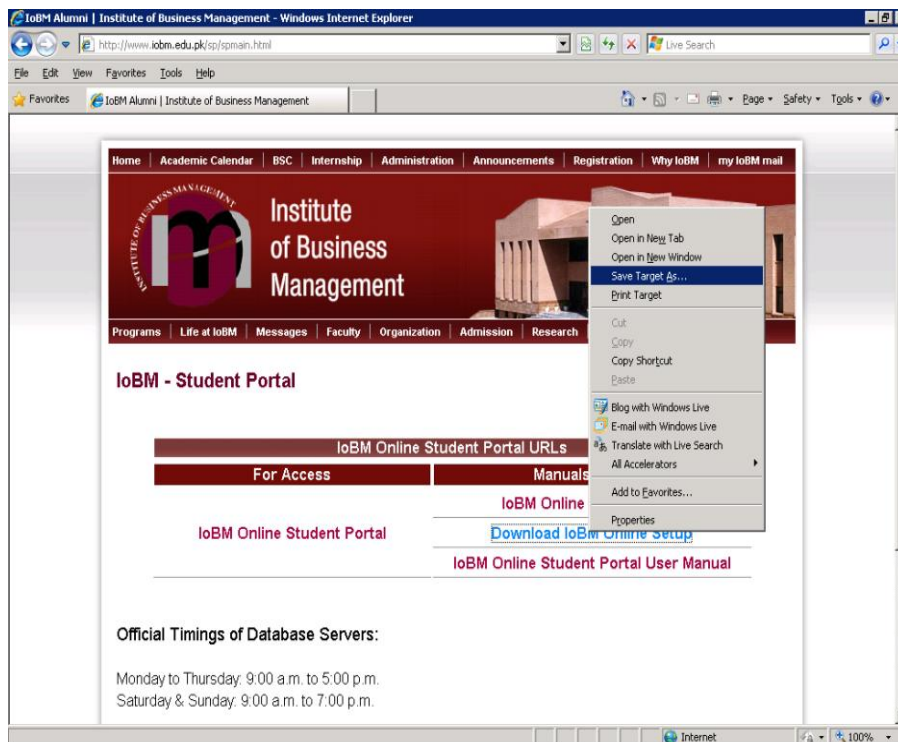 IoBM Alumni | Institute of Business Management - Windows Internet Explorer
http://www.iobm.edu.pk/sp/spmain.html
Live Search
File Edit View Favorites Tools Help
Favorites IoBM Alumni | Institute of Business Management
Page Safety Tools
Home | Academic Calendar | BSC | Internship | Administration | Announcements | Registration | Why IoBM | my IoBM mail
INSTITUTE OF BUSINESS MANAGEMENT
Institute
of Business
Management
Programs | Life at IoBM | Messages | Faculty | Organization | Admission | Research
Open
Open in New Tab
Open in New Window
Save Target As...
Print Target
Cut
Copy
Copy Shortcut
Paste
Blog with Windows Live
E-mail with Windows Live
Translate with Live Search
All Accelerators
Add to Favorites...
Properties
IoBM - Student Portal
IoBM Online Student Portal URLs
For Access Manuals
IoBM Online
IoBM Online Student Portal Download IoBM Online Setup
IoBM Online Student Portal User Manual
Official Timings of Database Servers:
Monday to Thursday: 9:00 a.m. to 5:00 p.m.
Saturday & Sunday: 9:00 a.m. to 7:00 p.m.
Internet 100%